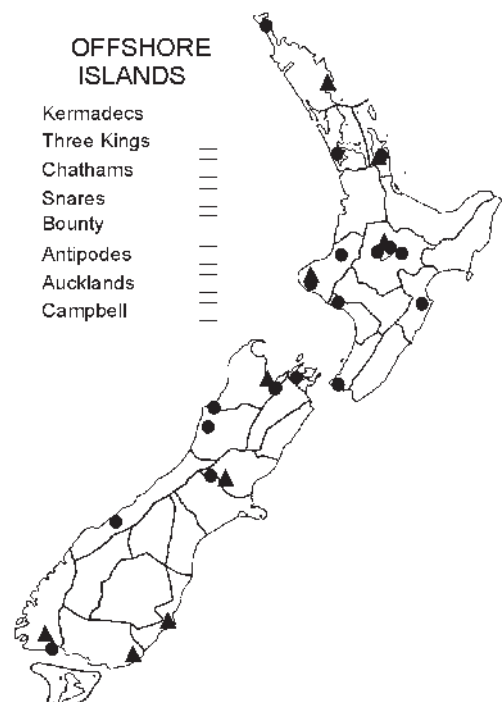 OFFSHORE
ISLANDS
Kermadecs
Three Kings
Chathams
Snares
Bounty
Antipodes
Aucklands
Campbell